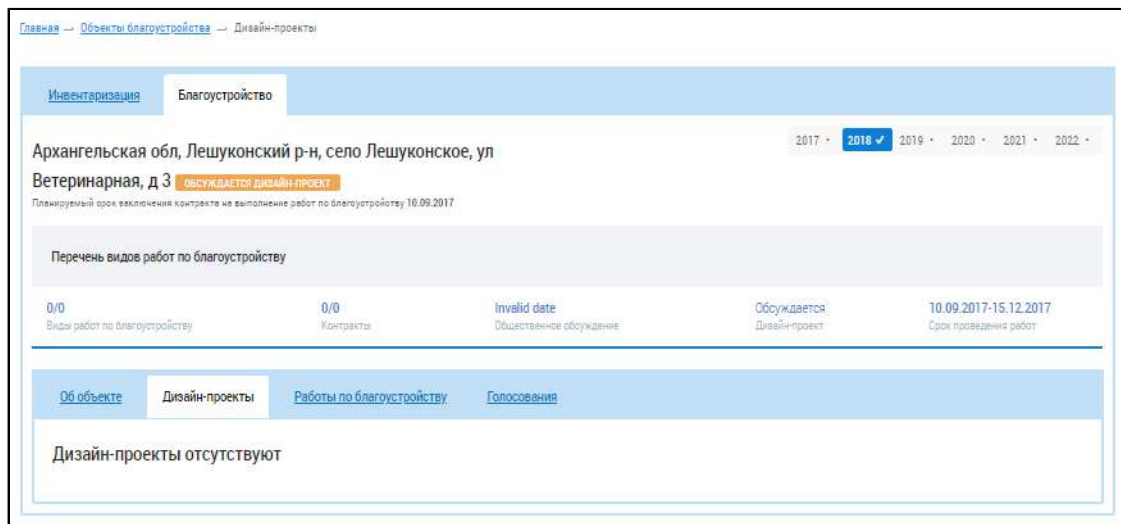 Главная → Объекты благоустройства → Дизайн-проекты
Инвентаризация Благоустройство
2017 • 2018 ✔ 2019 • 2020 • 2021 • 2022 •
Архангельская обл, Лешуконский р-н, село Лешуконское, ул
Ветеринарная, д 3 ОБСУЖДАЕТСЯ ДИЗАЙН-ПРОЕКТ
Планируемый срок заключения контракта на выполнение работ по благоустройству 10.09.2017
Перечень видов работ по благоустройству
0/0 0/0 Invalid date Обсуждается 10.09.2017-15.12.2017
Виды работ по благоустройству Контракты Общественное обсуждение Дизайн-проект Срок проведения работ
Об объекте Дизайн-проекты Работы по благоустройству Голосования
Дизайн-проекты отсутствуют